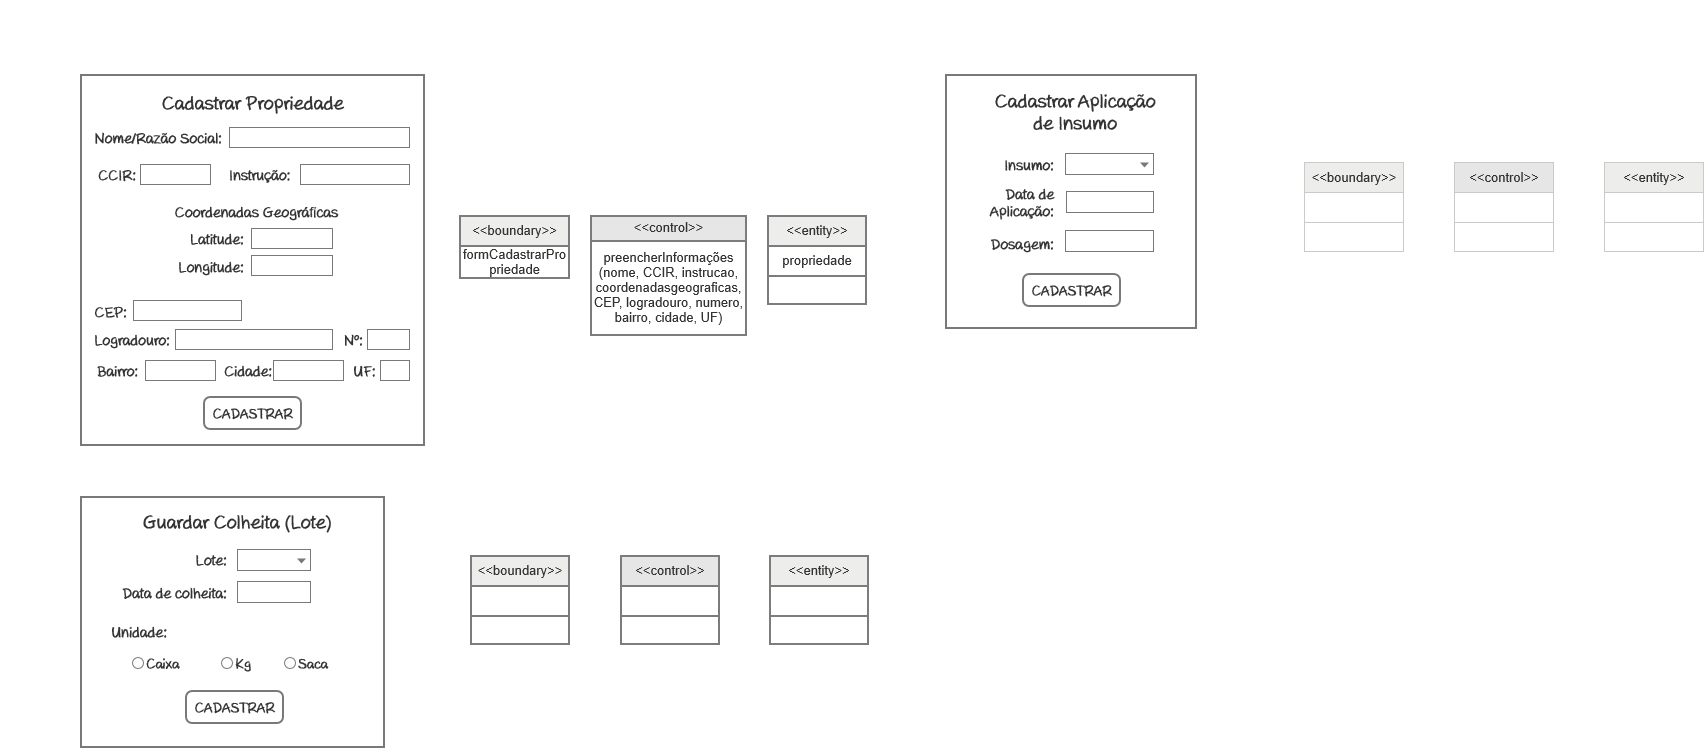 Cadastrar Propriedade
Nome/Razão Social:
CCIR: Instrução:
Coordenadas Geográficas
Latitude:
Longitude:
CEP:
Logradouro: Nº:
Bairro: Cidade: UF:
CADASTRAR
<<boundary>>
formCadastrarPro
priedade
<<control>>
preencherInformações
(nome, CCIR, instrucao,
coordenadasgeograficas,
CEP, logradouro, numero,
bairro, cidade, UF)
<<entity>>
propriedade
Cadastrar Aplicação
de Insumo
Insumo:
Data de
Aplicação:
Dosagem:
CADASTRAR
<<boundary>>
<<control>>
<<entity>>
Guardar Colheita (Lote)
Lote:
Data de colheita:
Unidade:
Caixa Kg Saca
CADASTRAR
<<boundary>>
<<control>>
<<entity>>